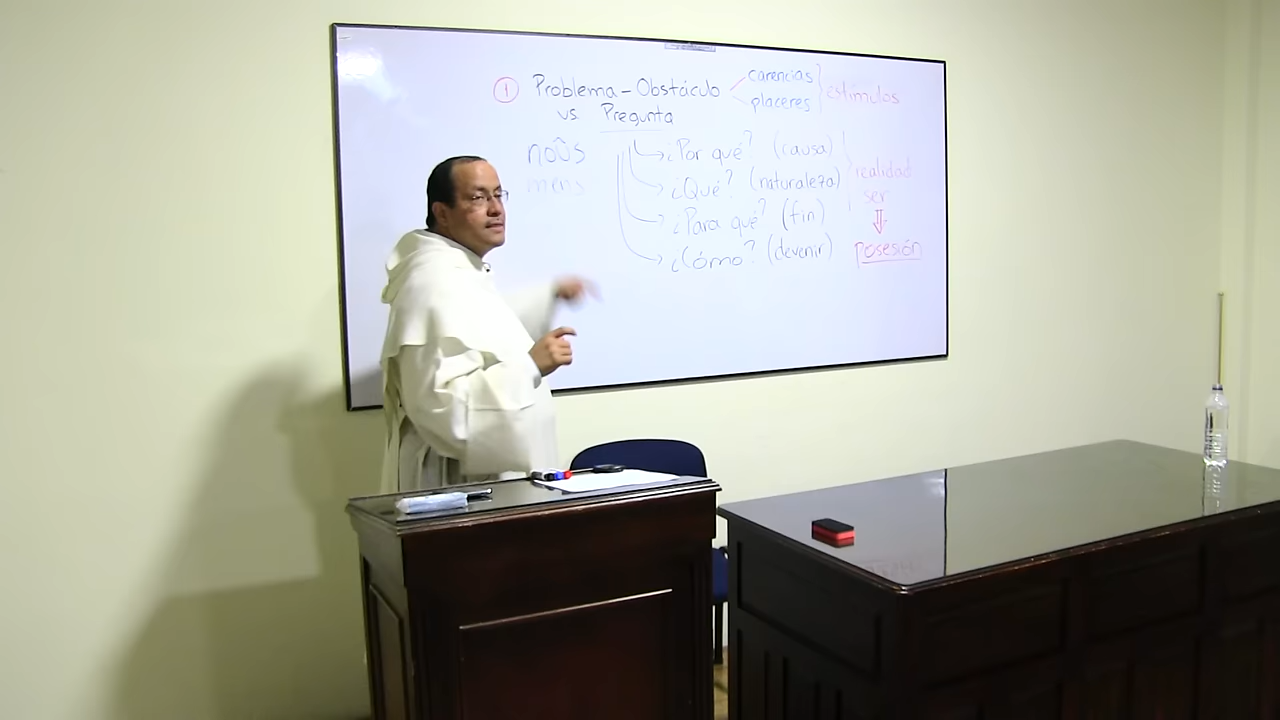 ① Problema - Obstáculo carencias
placeres estímulos
vs. Pregunta
noûs ¿Por qué? (causa)
mens ¿Qué? (naturaleza) realidad
ser
¿Para qué? (fin)
¿Cómo? (devenir) posesión